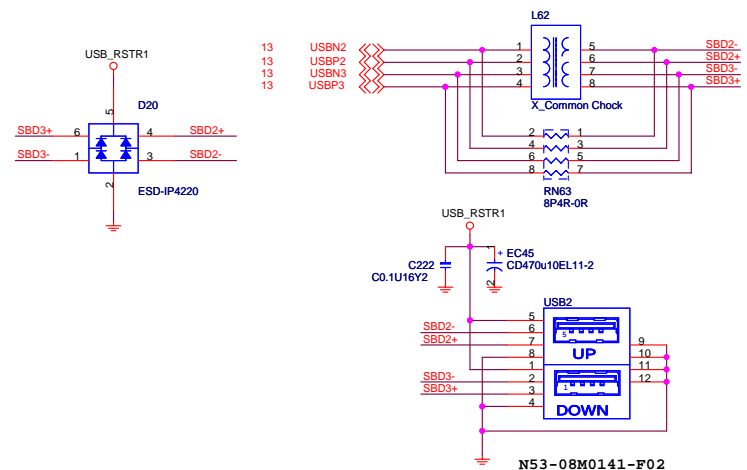 L62
13 USBN2 1 5 SBD2-
13 USBP2 2 6 SBD2+
13 USBN3 3 7 SBD3-
13 USBP3 4 8 SBD3+
X_Common Chock
USB_RSTR1
5 D20
SBD3+ 6 4 SBD2+
SBD3- 1 3 SBD2-
2 ESD-IP4220
2 1
4 3
6 5
8 7
RN63
8P4R-0R
USB_RSTR1
C222
C0.1U16Y2
1 + EC45
CD470u10EL11-2
2
USB2
5
SBD2- 6 5
SBD2+ 7 9
8 UP 10
1 11
SBD3- 2 1 12
SBD3+ 3
4 DOWN
N53-08M0141-F02